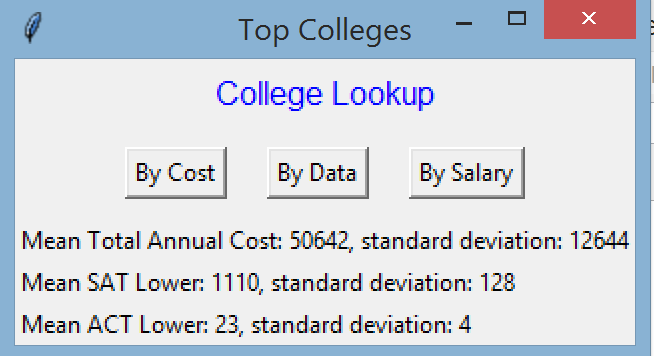 Top Colleges
College Lookup
By Cost By Data By Salary
Mean Total Annual Cost: 50642, standard deviation: 12644
Mean SAT Lower: 1110, standard deviation: 128
Mean ACT Lower: 23, standard deviation: 4